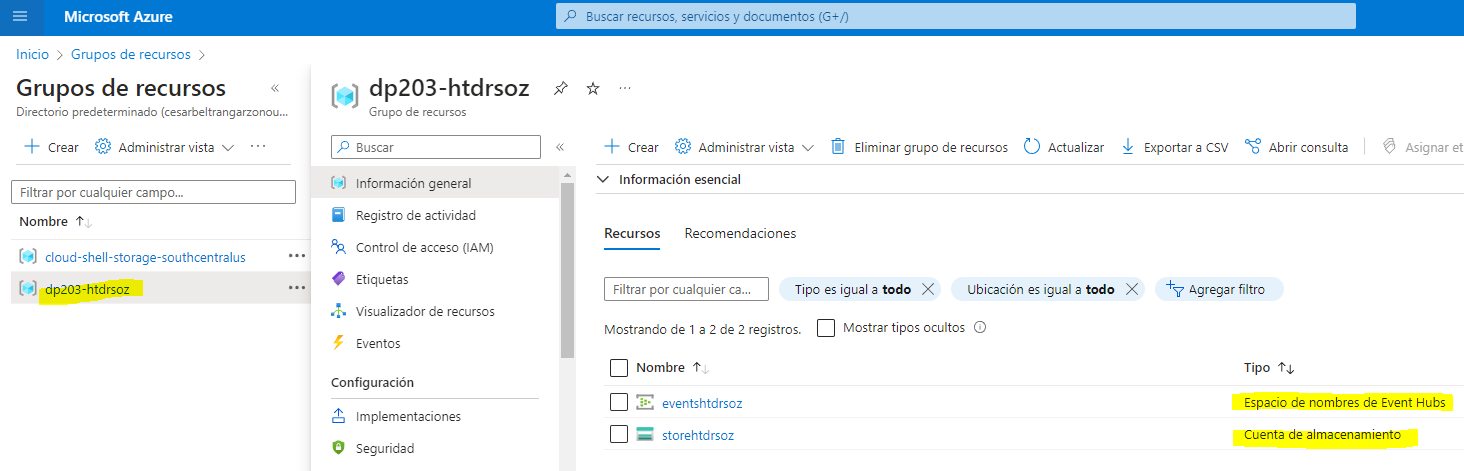 Microsoft Azure
Buscar recursos, servicios y documentos (G+/)
Inicio > Grupos de recursos >
Grupos de recursos «
Directorio predeterminado (cesarbeltrangarzonou...
+ Crear Administrar vista ...
Filtrar por cualquier campo...
Nombre ↑↓
cloud-shell-storage-southcentralus ...
dp203-htdrsoz ...
dp203-htdrsoz ...
Grupo de recursos
Buscar «
Información general
Registro de actividad
Control de acceso (IAM)
Etiquetas
Visualizador de recursos
Eventos
Configuración
Implementaciones
Seguridad
+ Crear Administrar vista Eliminar grupo de recursos Actualizar Exportar a CSV Abrir consulta Asignar et
Información esencial
Recursos Recomendaciones
Filtrar por cualquier ca... Tipo es igual a todo Ubicación es igual a todo Agregar filtro
Mostrando de 1 a 2 de 2 registros. Mostrar tipos ocultos
Nombre ↑↓ Tipo ↑↓
eventshtdrsoz Espacio de nombres de Event Hubs
storehtdrsoz Cuenta de almacenamiento